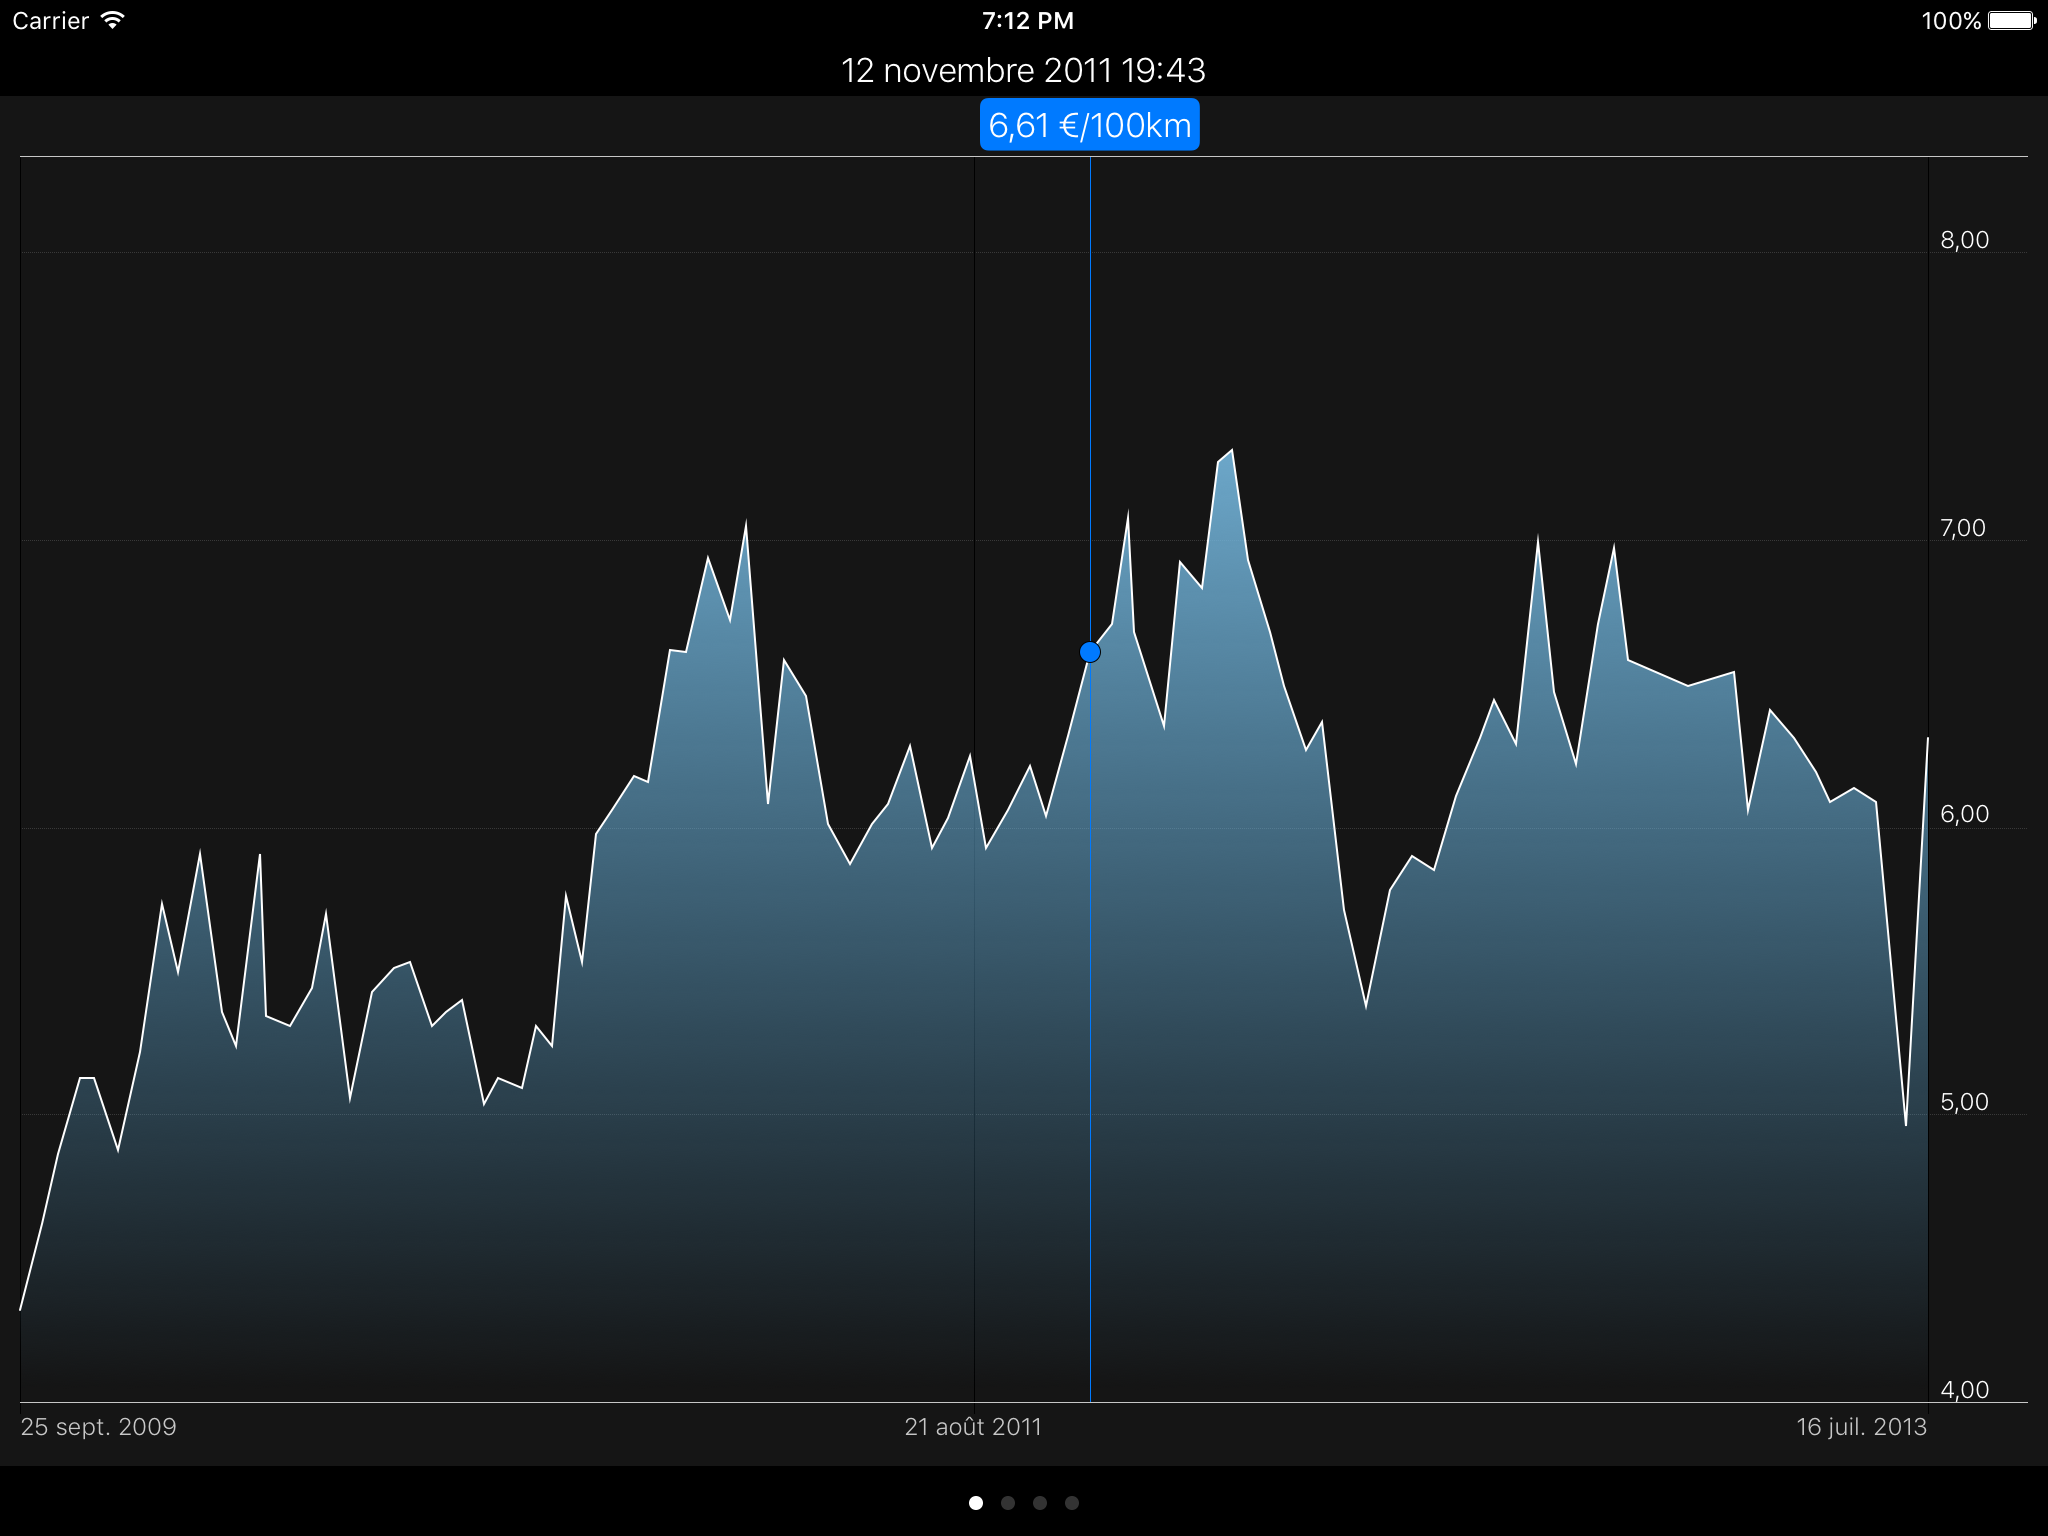 Carrier 7:12 PM 100%
12 novembre 2011 19:43
6,61 €/100km
8,00
7,00
6,00
5,00
4,00
25 sept. 2009 21 août 2011 16 juil. 2013